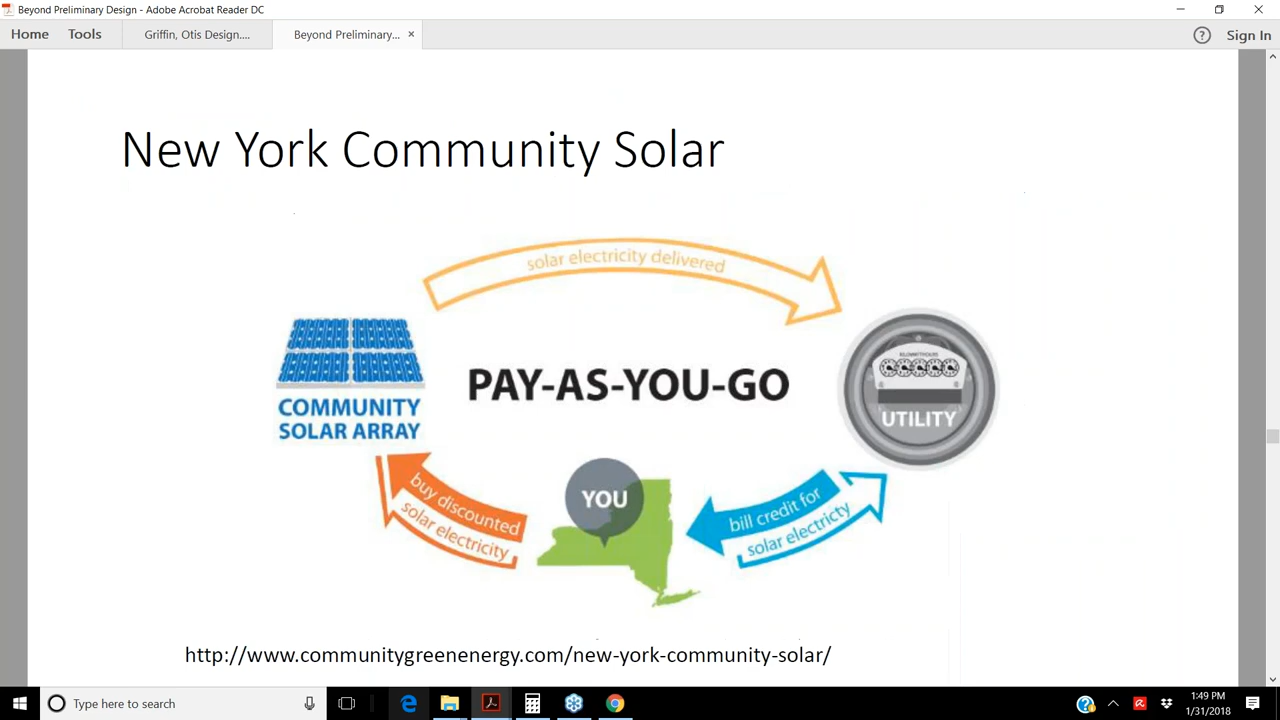 Beyond Preliminary Design - Adobe Acrobat Reader DC
Home Tools Griffin, Otis Design.... Beyond Preliminary... × ? Sign In
New York Community Solar
solar electricity delivered
COMMUNITY
SOLAR ARRAY
PAY-AS-YOU-GO
UTILITY
buy discounted
solar electricity
YOU
bill credit for
solar electricty
http://www.communitygreenenergy.com/new-york-community-solar/
Type here to search
1:49 PM
1/31/2018